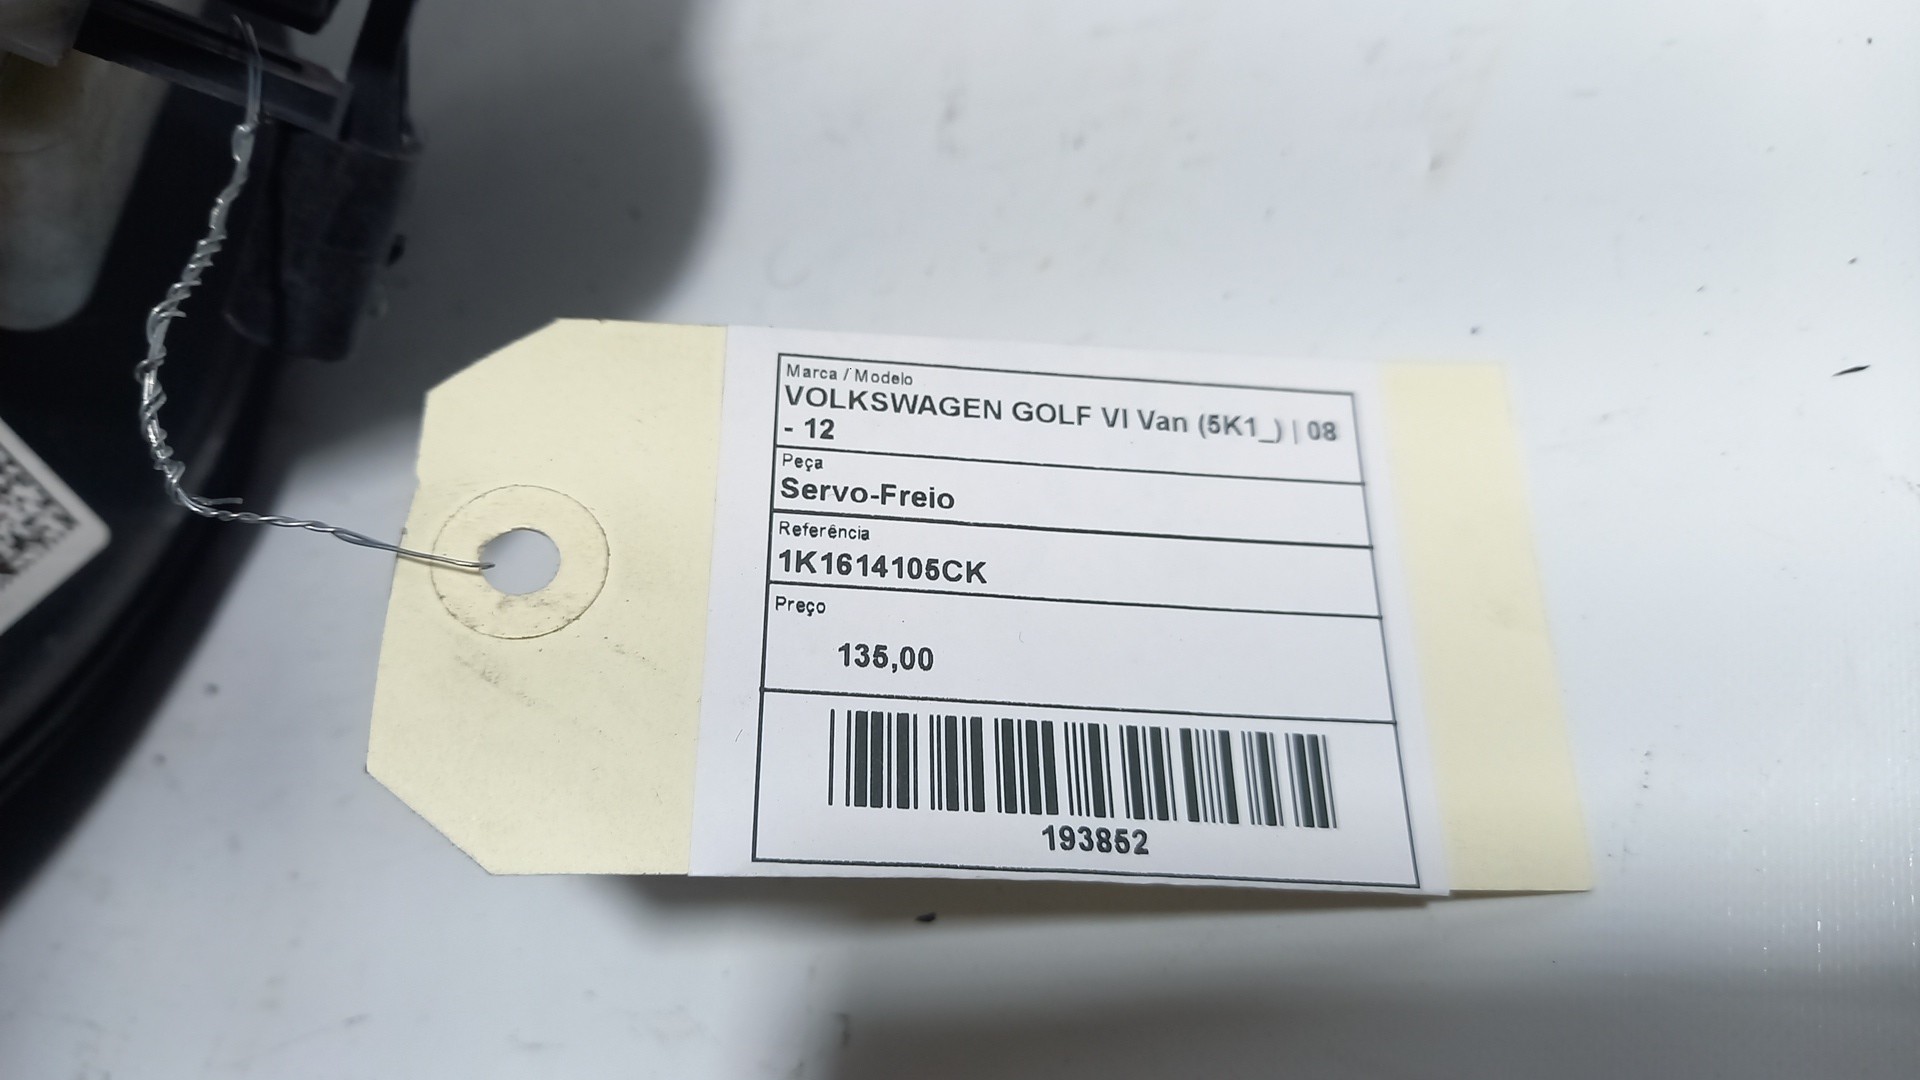 Marca / Modelo
VOLKSWAGEN GOLF VI Van (5K1_) | 08
- 12
Peça
Servo-Freio
Referência
1K1614105CK
Preço
135,00
193852